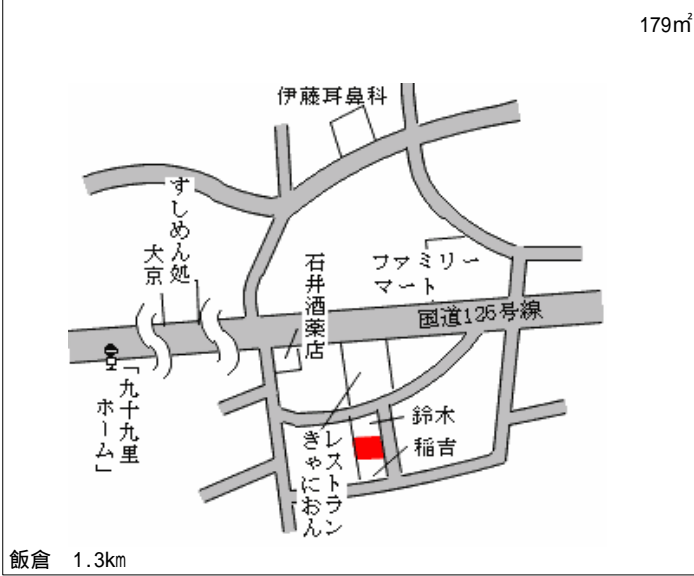 179㎡
伊藤耳鼻科
すしめん処
大京
石井酒薬店
ファミリー
マート
国道126号線
「九十九里
ホーム」
鈴木
稲吉
レストラン
きゃにおん
飯倉　1.3km